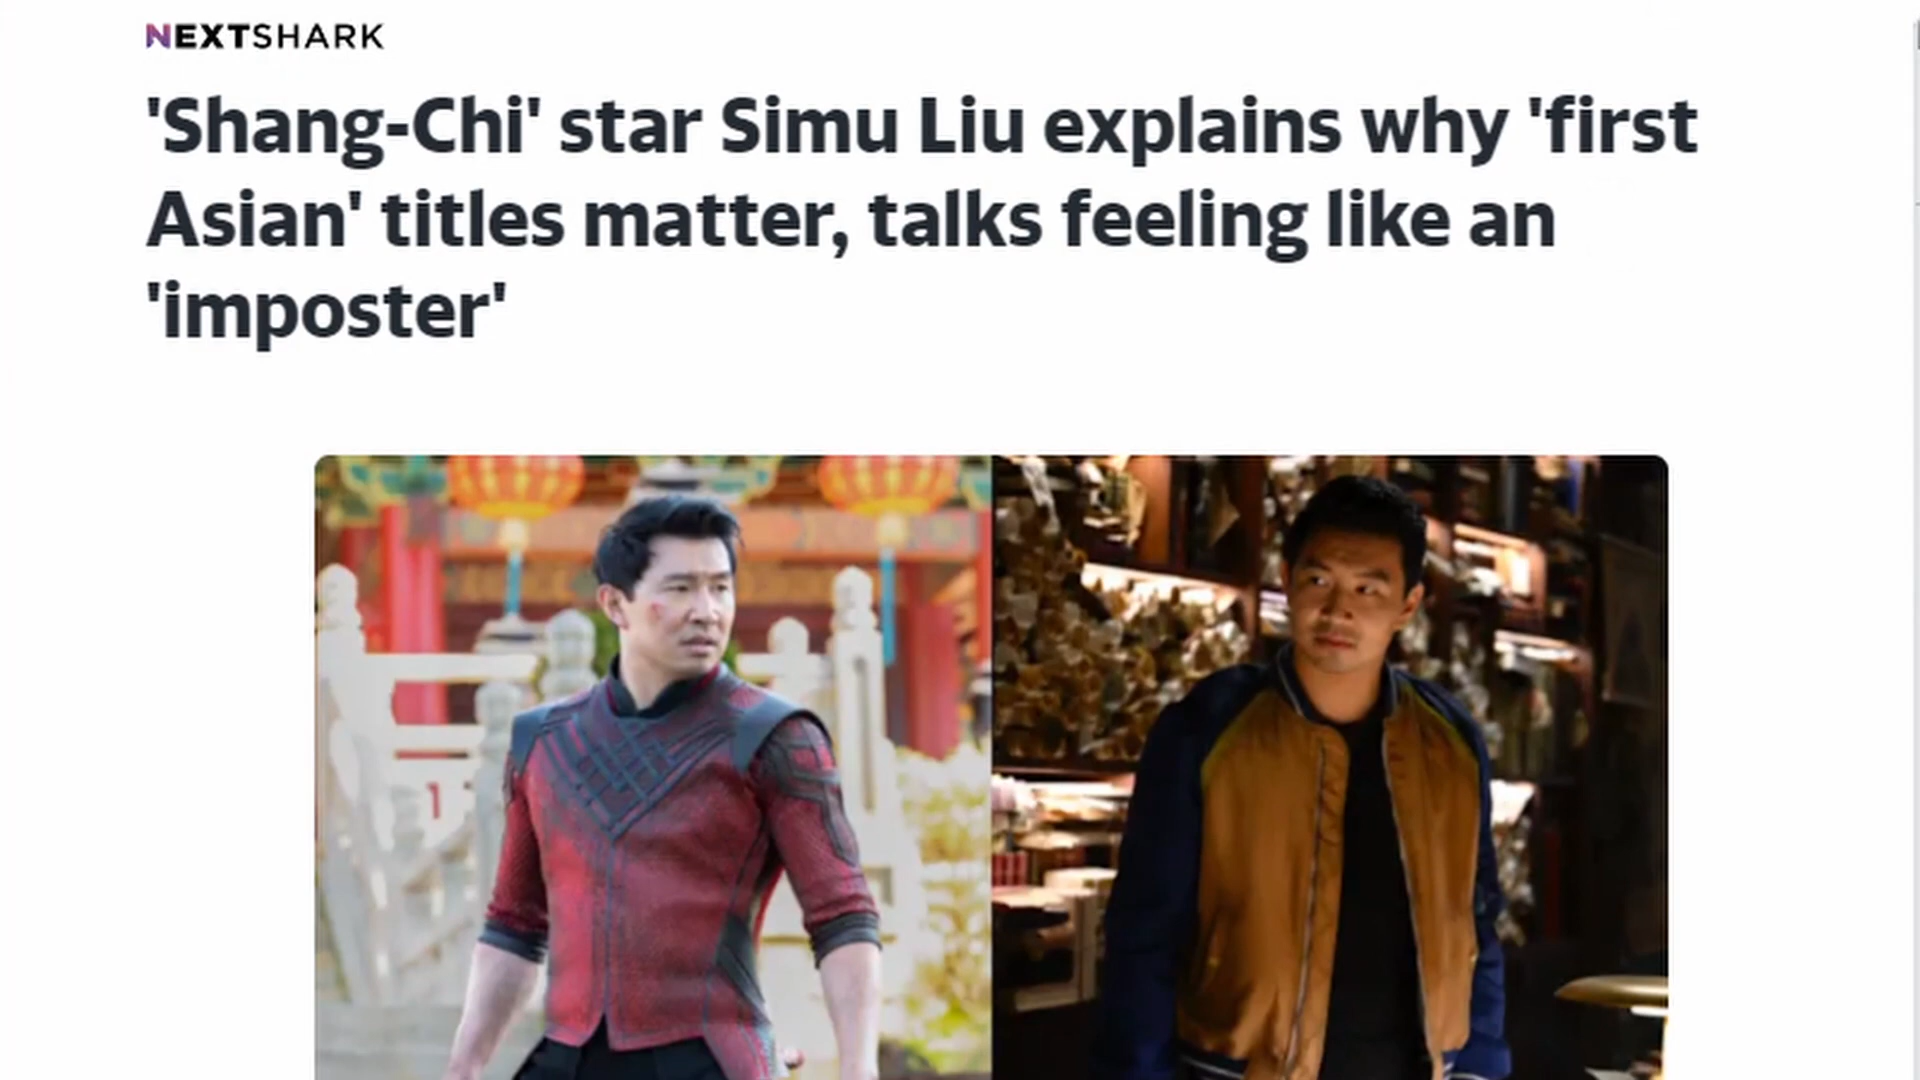 NEXTSHARK
'Shang-Chi' star Simu Liu explains why 'first
Asian' titles matter, talks feeling like an
'imposter'